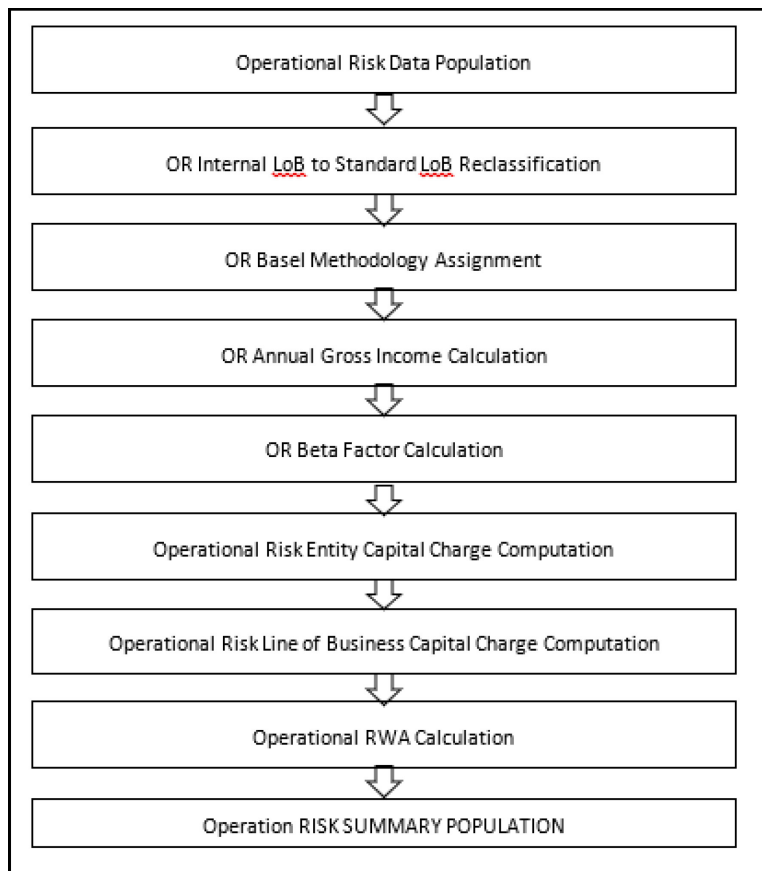 Operational Risk Data Population
OR Internal LoB to Standard LoB Reclassification
OR Basel Methodology Assignment
OR Annual Gross Income Calculation
OR Beta Factor Calculation
Operational Risk Entity Capital Charge Computation
Operational Risk Line of Business Capital Charge Computation
Operational RWA Calculation
Operation RISK SUMMARY POPULATION